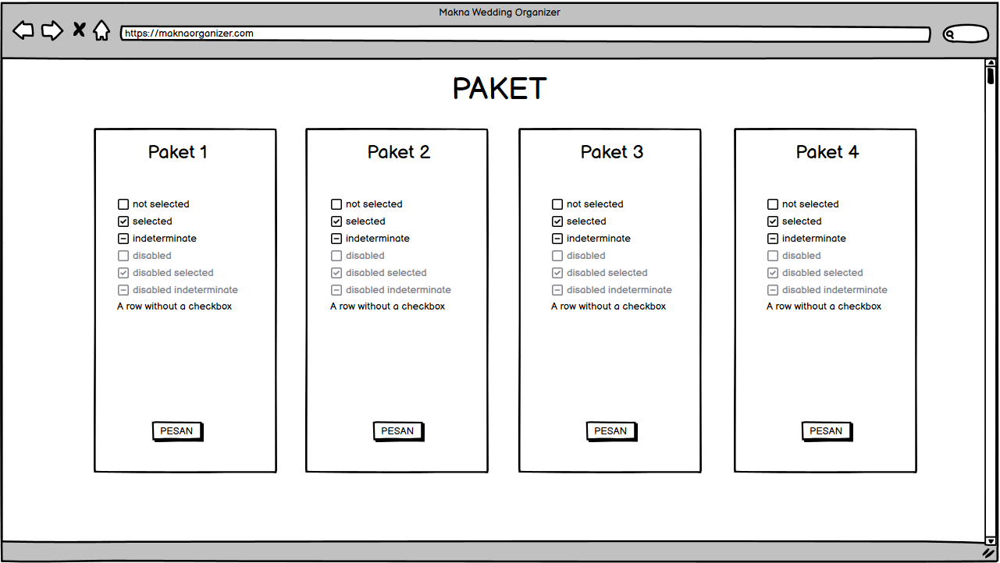 Makna Wedding Organizer
https://maknaorganizer.com
PAKET
Paket 1
not selected
selected
indeterminate
disabled
disabled selected
disabled indeterminate
A row without a checkbox
PESAN
Paket 2
not selected
selected
indeterminate
disabled
disabled selected
disabled indeterminate
A row without a checkbox
PESAN
Paket 3
not selected
selected
indeterminate
disabled
disabled selected
disabled indeterminate
A row without a checkbox
PESAN
Paket 4
not selected
selected
indeterminate
disabled
disabled selected
disabled indeterminate
A row without a checkbox
PESAN